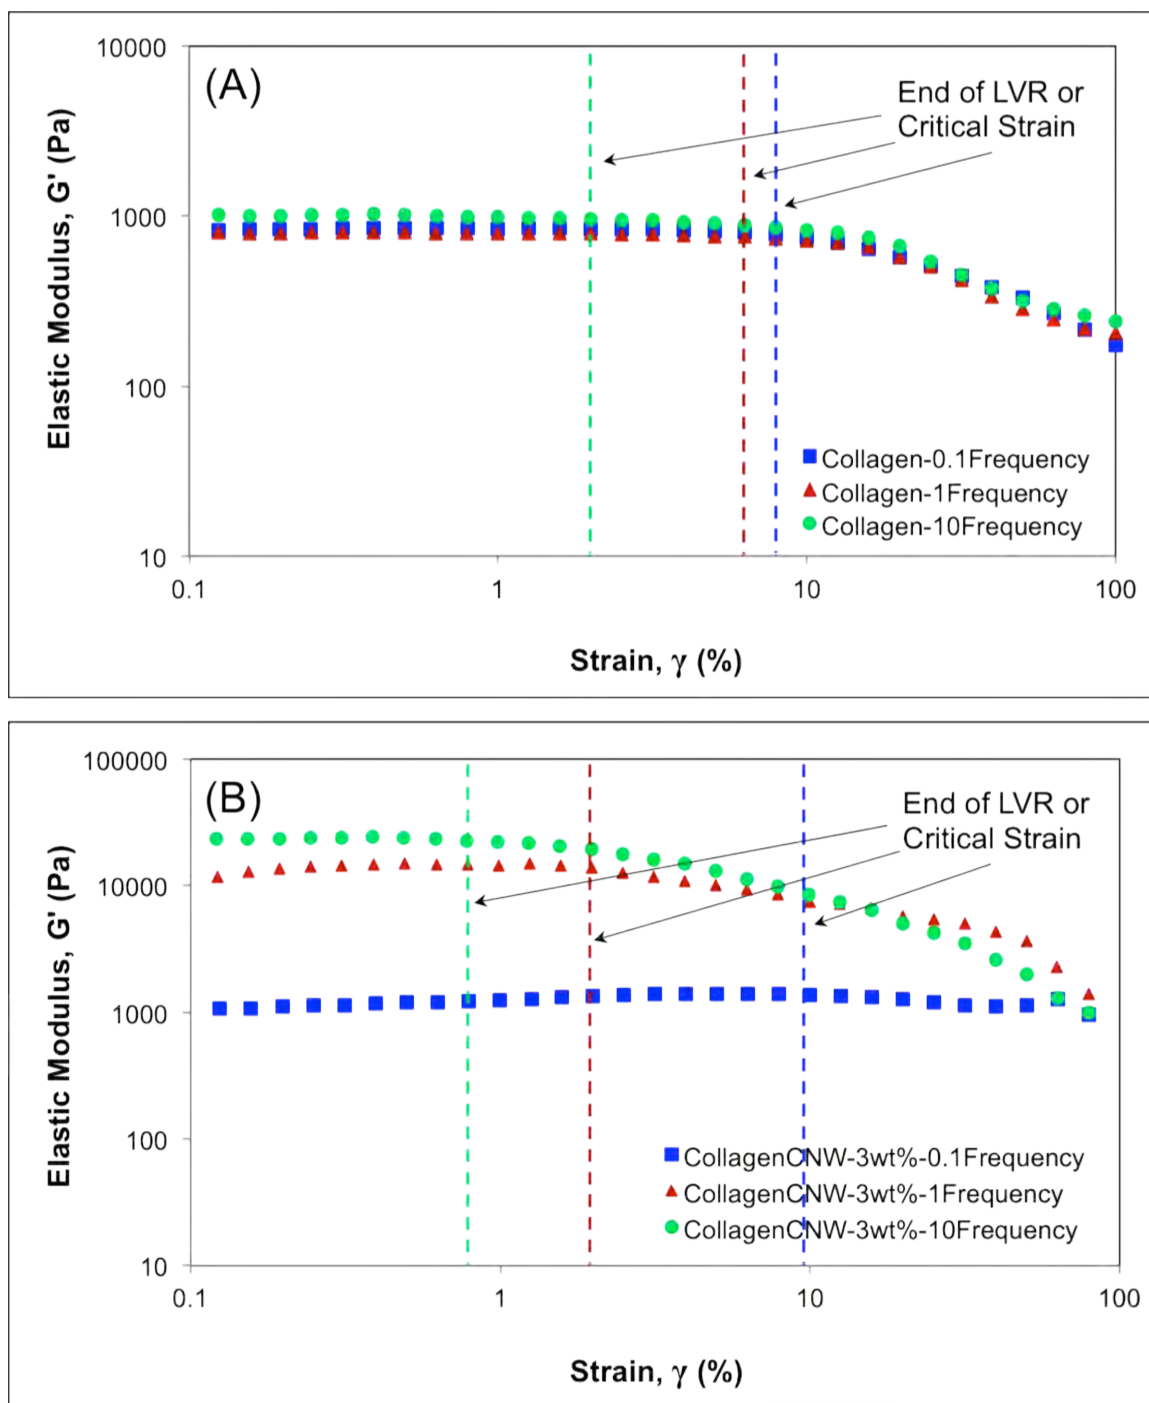 10000
(A)
End of LVR or
Critical Strain
1000
Elastic Modulus, G' (Pa)
100
Collagen-0.1Frequency
Collagen-1Frequency
Collagen-10Frequency
10
0.1 1 10 100
Strain, γ (%)
100000
(B)
End of LVR or
Critical Strain
10000
Elastic Modulus, G' (Pa)
1000
100
CollagenCNW-3wt%-0.1Frequency
CollagenCNW-3wt%-1Frequency
CollagenCNW-3wt%-10Frequency
10
0.1 1 10 100
Strain, γ (%)